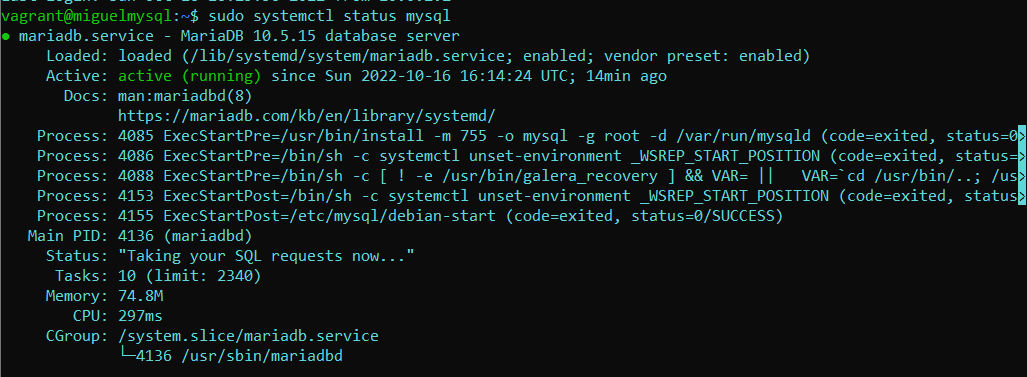 vagrant@miguelmysql:~$ sudo systemctl status mysql
● mariadb.service - MariaDB 10.5.15 database server
Loaded: loaded (/lib/systemd/system/mariadb.service; enabled; vendor preset: enabled)
Active: active (running) since Sun 2022-10-16 16:14:24 UTC; 14min ago
Docs: man:mariadbd(8)
https://mariadb.com/kb/en/library/systemd/
Process: 4085 ExecStartPre=/usr/bin/install -m 755 -o mysql -g root -d /var/run/mysqld (code=exited, status=0>
Process: 4086 ExecStartPre=/bin/sh -c systemctl unset-environment _WSREP_START_POSITION (code=exited, status=>
Process: 4088 ExecStartPre=/bin/sh -c [ ! -e /usr/bin/galera_recovery ] && VAR= ||   VAR=`cd /usr/bin/..; /us>
Process: 4153 ExecStartPost=/bin/sh -c systemctl unset-environment _WSREP_START_POSITION (code=exited, status>
Process: 4155 ExecStartPost=/etc/mysql/debian-start (code=exited, status=0/SUCCESS)
Main PID: 4136 (mariadbd)
Status: "Taking your SQL requests now..."
Tasks: 10 (limit: 2340)
Memory: 74.8M
CPU: 297ms
CGroup: /system.slice/mariadb.service
└─4136 /usr/sbin/mariadbd